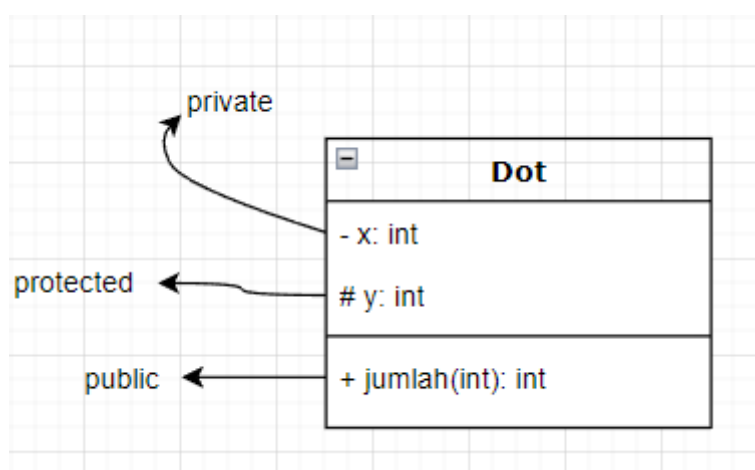 private
Dot
- x: int
protected
# y: int
public
+ jumlah(int): int